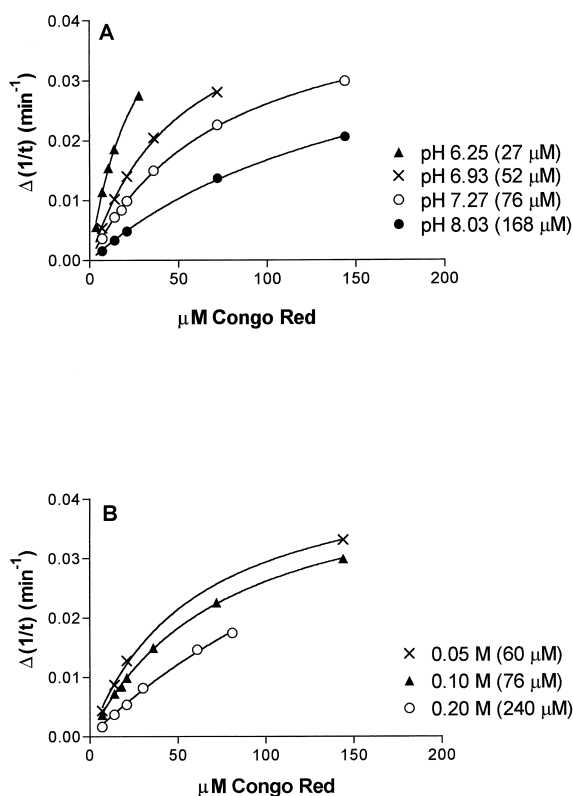 A
0.04
0.03
0.02
0.01
0.00
Δ(1/t) (min⁻¹)
0 50 100 150 200
μM Congo Red
pH 6.25 (27 μM)
pH 6.93 (52 μM)
pH 7.27 (76 μM)
pH 8.03 (168 μM)
B
0.04
0.03
0.02
0.01
0.00
Δ(1/t) (min⁻¹)
0 50 100 150 200
μM Congo Red
0.05 M (60 μM)
0.10 M (76 μM)
0.20 M (240 μM)